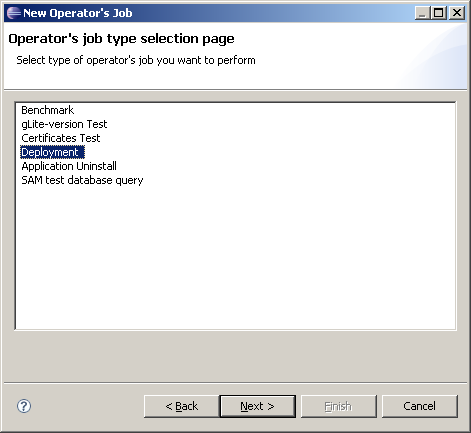 New Operator's Job
Operator's job type selection page
Select type of operator's job you want to perform
Benchmark
gLite-version Test
Certificates Test
Deployment
Application Uninstall
SAM test database query
? < Back Next > Finish Cancel